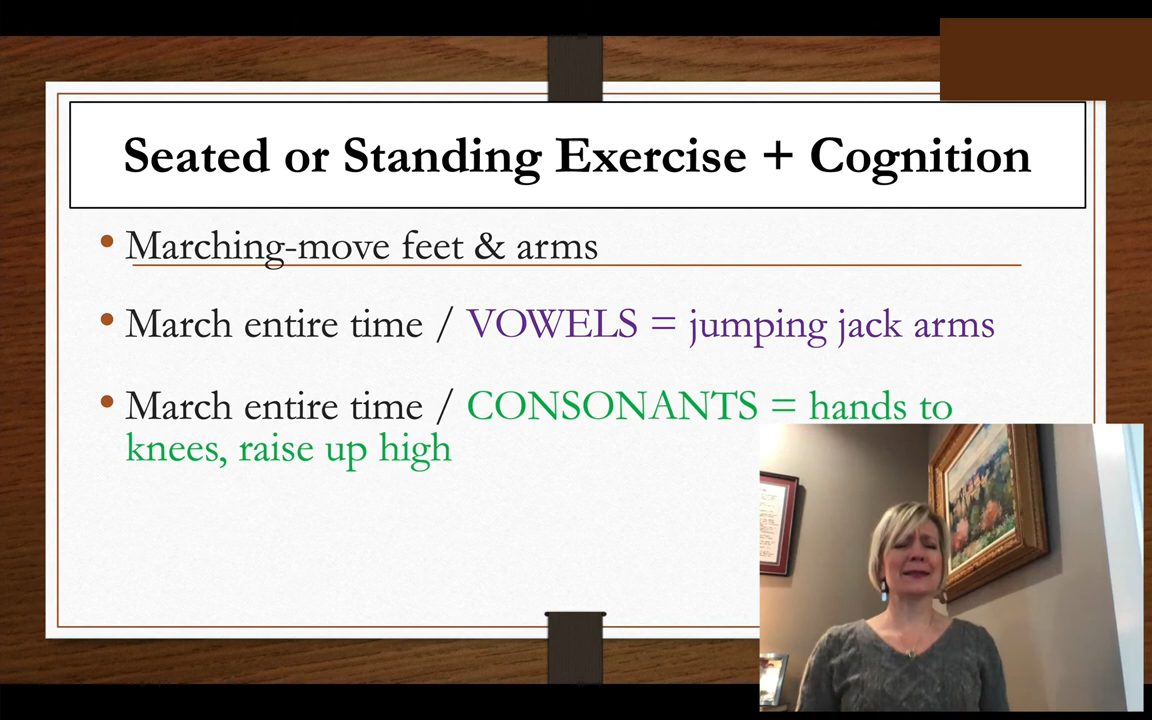 Seated or Standing Exercise + Cognition
• Marching-move feet & arms
• March entire time / VOWELS = jumping jack arms
• March entire time / CONSONANTS = hands to
knees, raise up high